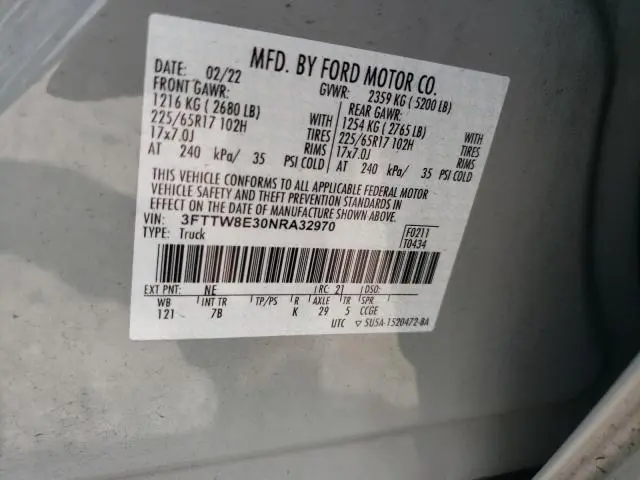 MFD. BY FORD MOTOR CO.
DATE: 02/22 GVWR: 2359 KG ( 5200 LB)
FRONT GAWR: REAR GAWR:
1216 KG ( 2680 LB) WITH 1254 KG ( 2765 LB) WITH
225/65R17 102H TIRES 225/65R17 102H TIRES
17x7.0J RIMS 17x7.0J RIMS
AT 240 kPa/ 35 PSI COLD AT 240 kPa/ 35 PSI COLD
THIS VEHICLE CONFORMS TO ALL APPLICABLE FEDERAL MOTOR
VEHICLE SAFETY AND THEFT PREVENTION STANDARDS IN
EFFECT ON THE DATE OF MANUFACTURE SHOWN ABOVE.
VIN: 3FTTW8E30NRA32970 F0211
TYPE: Truck T0434
EXT PNT: NE RC: 21 DSO:
WB INT TR TP/PS R AXLE TR SPR
121 7B K 29 5 CCGE
UTC ▽ 5U5A-1520472-BA